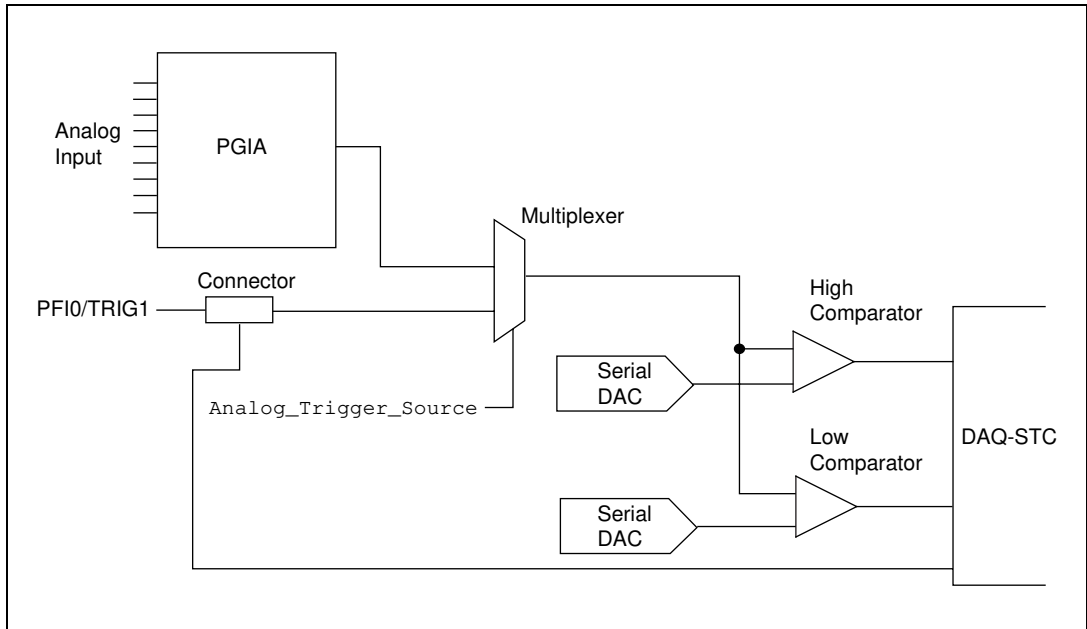 Analog
Input
PGIA
Multiplexer
Connector
PFI0/TRIG1
High
Comparator
Serial
DAC
Analog_Trigger_Source
Low
Comparator
DAQ-STC
Serial
DAC